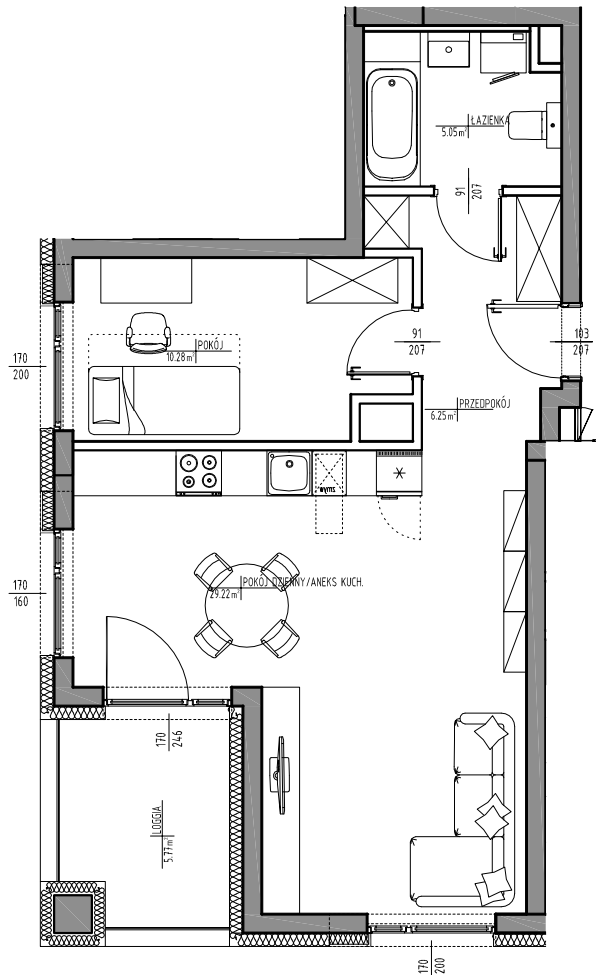 ŁAZIENKA
5.05m²
91
207
91
207
103
207
170
200
POKÓJ
10.28m²
PRZEDPOKÓJ
6.25m²
170
160
POKÓJ DZIENNY/ANEKS KUCH.
29.22m²
170
246
LOGGIA
5.77m²
170
200